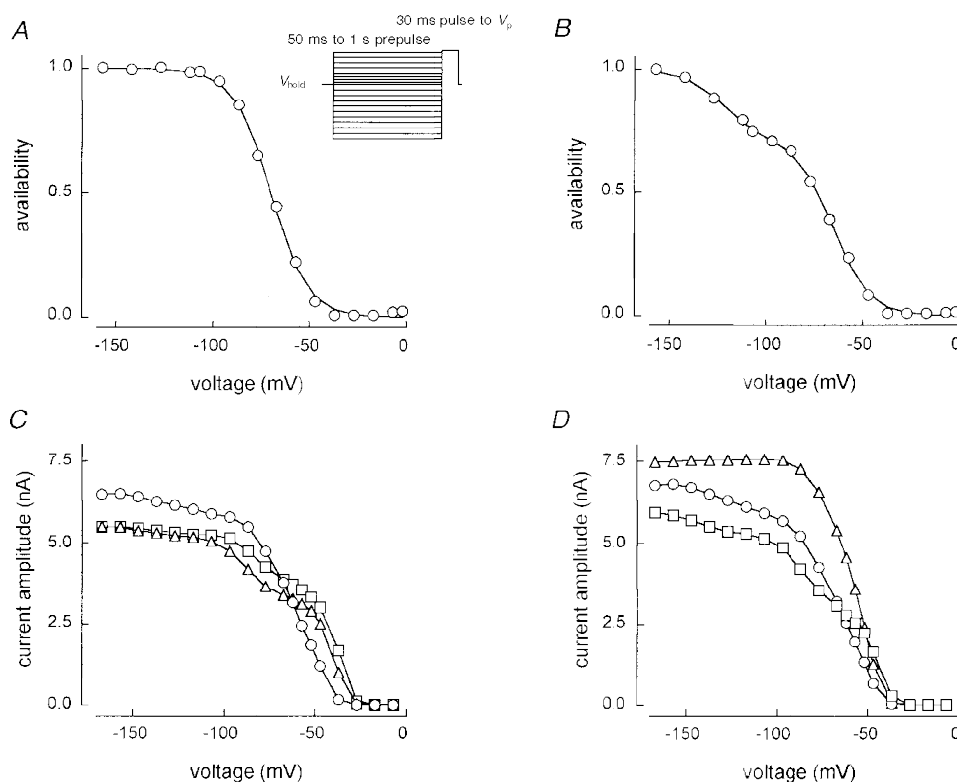 A
30 ms pulse to Vp
50 ms to 1 s prepulse
Vhold
1.0
0.5
0.0
availability
-150
-100
-50
0
voltage (mV)
B
1.0
0.5
0.0
availability
-150
-100
-50
0
voltage (mV)
C
7.5
5.0
2.5
0.0
current amplitude (nA)
-150
-100
-50
0
voltage (mV)
D
7.5
5.0
2.5
0.0
current amplitude (nA)
-150
-100
-50
0
voltage (mV)